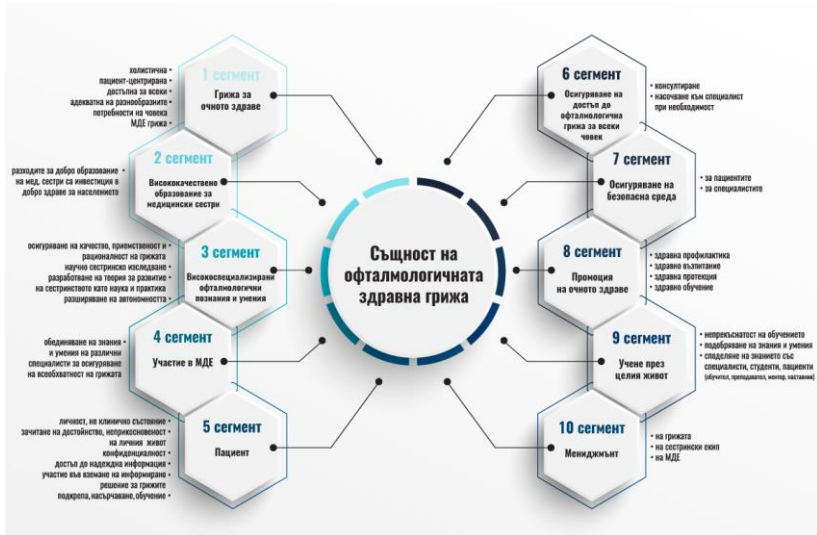 1 сегмент
Грижа за
очното здраве
холистична •
пациент-центрирана •
достъпна за всеки •
адекватна на разнообразните •
потребности на човека
МДЕ грижа •
2 сегмент
Висококачествено
образование за
медицински сестри
разходите за добро образование •
на мед. сестри са инвестиция в
добро здраве за населението
3 сегмент
Високоспециализирани
офталмологични
познания и умения
осигуряване на качество, приемственост и •
рационалност на грижата
научно сестринско изследване •
разработване на теория за развитие •
на сестринството като наука и практика
разширяване на автономността •
4 сегмент
Участие в МДЕ
обединяване на знания •
и умения на различни
специалисти за осигуряване
на всеобхватност на грижата
5 сегмент
Пациент
личност, не клинично състояние •
зачитане на достойнство, неприкосновеност •
на личния живот
конфиденциалност •
достъп до надеждна информация •
участие във вземане на информирано •
решение за грижите
подкрепа, насърчаване, обучение •
Същност на
офталмологичната
здравна грижа
6 сегмент
Осигуряване на
достъп до
офталмологична
грижа за всеки
човек
• консултиране
• насочване към специалист
при необходимост
7 сегмент
Осигуряване на
безопасна среда
• за пациентите
• за специалистите
8 сегмент
Промоция
на очното здраве
• здравна профилактика
• здравно възпитание
• здравна протекция
• здравно обучение
9 сегмент
Учене през
целия живот
• непрекъснатост на обучението
• подобряване на знания и умения
• споделяне на знанието със
специалисти, студенти, пациенти
(обучител, преподавател, ментор, наставник)
10 сегмент
Мениджмънт
• на грижата
• на сестрински екип
• на МДЕ